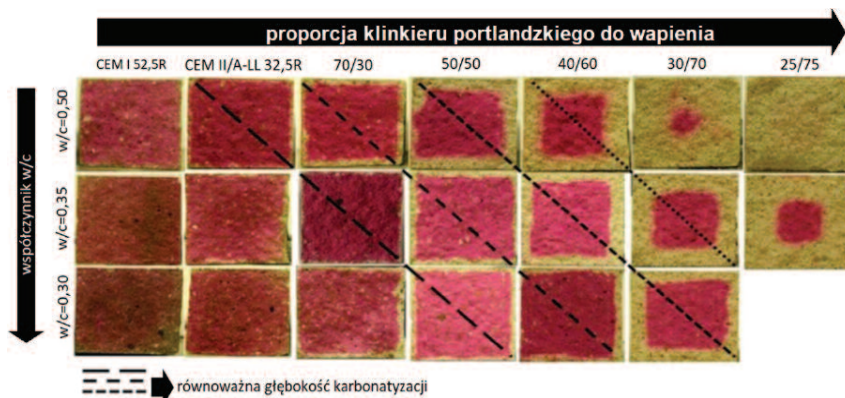 proporcja klinkieru portlandzkiego do wapienia
CEM I 52,5R CEM II/A-LL 32,5R 70/30 50/50 40/60 30/70 25/75
współczynnik w/c
w/c=0,50
w/c=0,35
w/c=0,30
równoważna głębokość karbonatyzacji